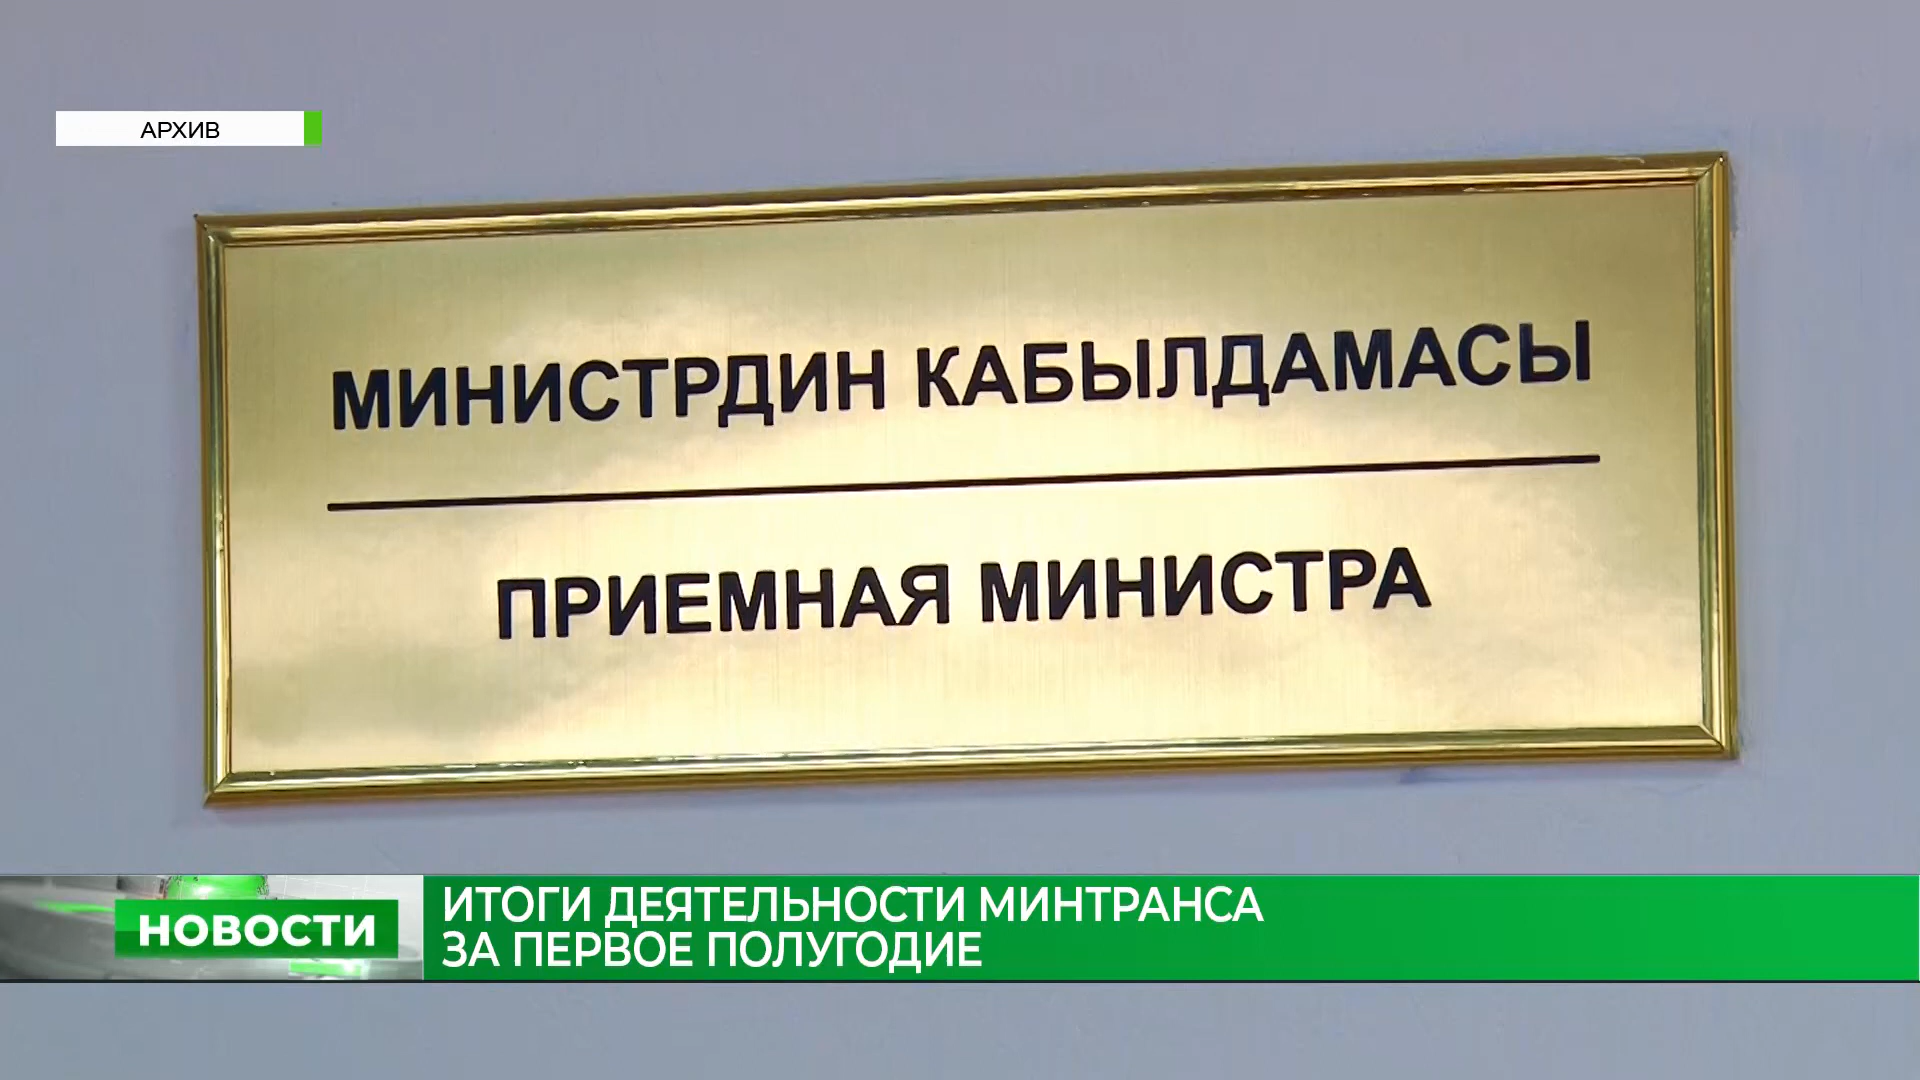 АРХИВ
МИНИСТРДИН КАБЫЛДАМАСЫ
ПРИЕМНАЯ МИНИСТРА
НОВОСТИ
ИТОГИ ДЕЯТЕЛЬНОСТИ МИНТРАНСА
ЗА ПЕРВОЕ ПОЛУГОДИЕ